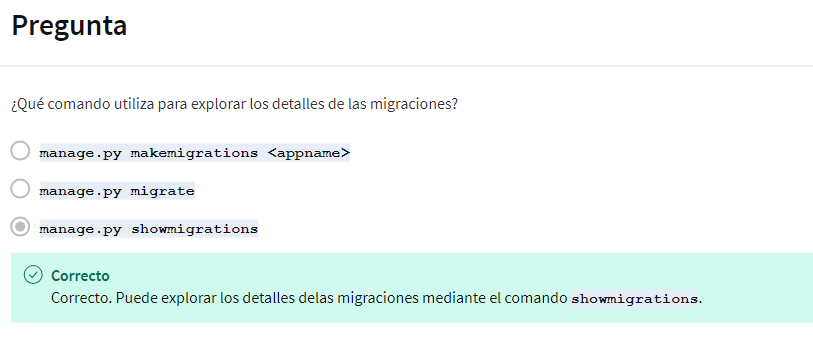 Pregunta
¿Qué comando utiliza para explorar los detalles de las migraciones?
manage.py makemigrations <appname>
manage.py migrate
manage.py showmigrations
Correcto
Correcto. Puede explorar los detalles delas migraciones mediante el comando showmigrations.